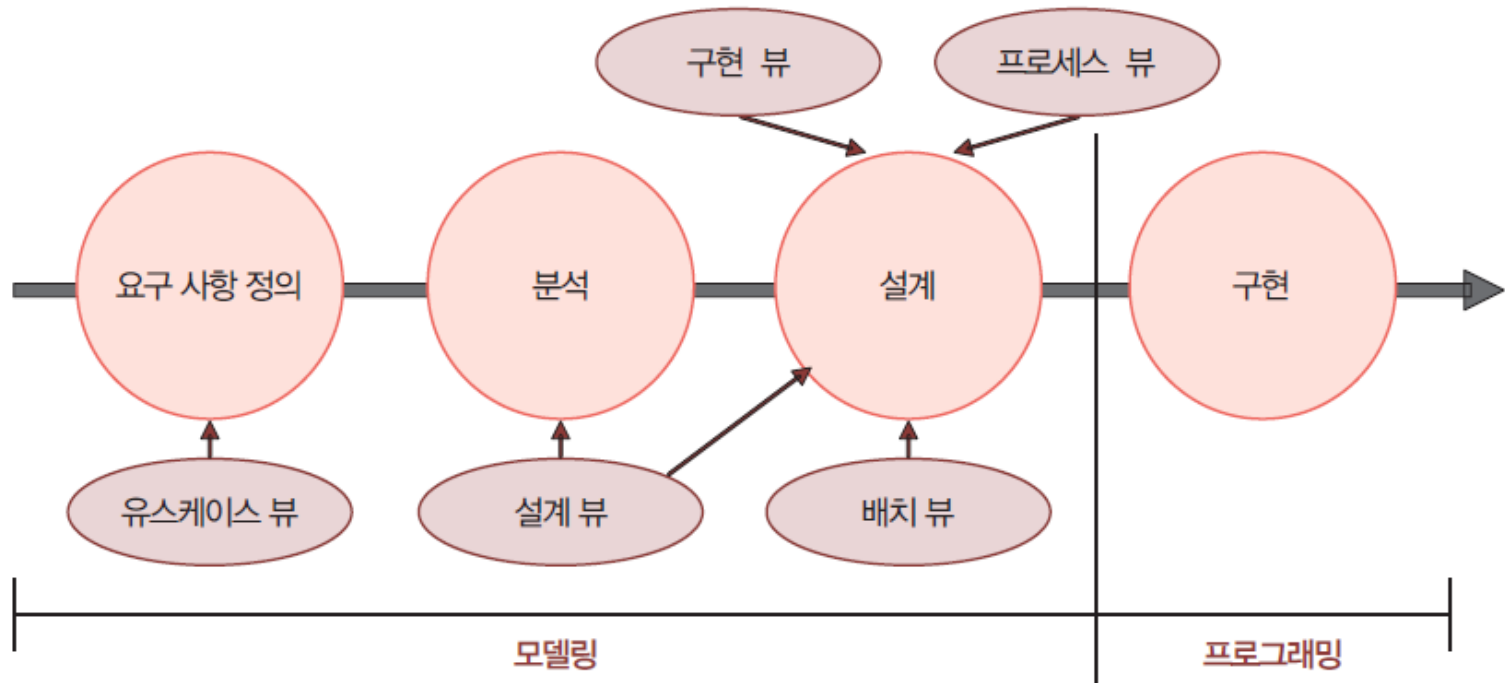 구현 뷰
프로세스 뷰
요구 사항 정의
분석
설계
구현
유스케이스 뷰
설계 뷰
배치 뷰
모델링
프로그래밍